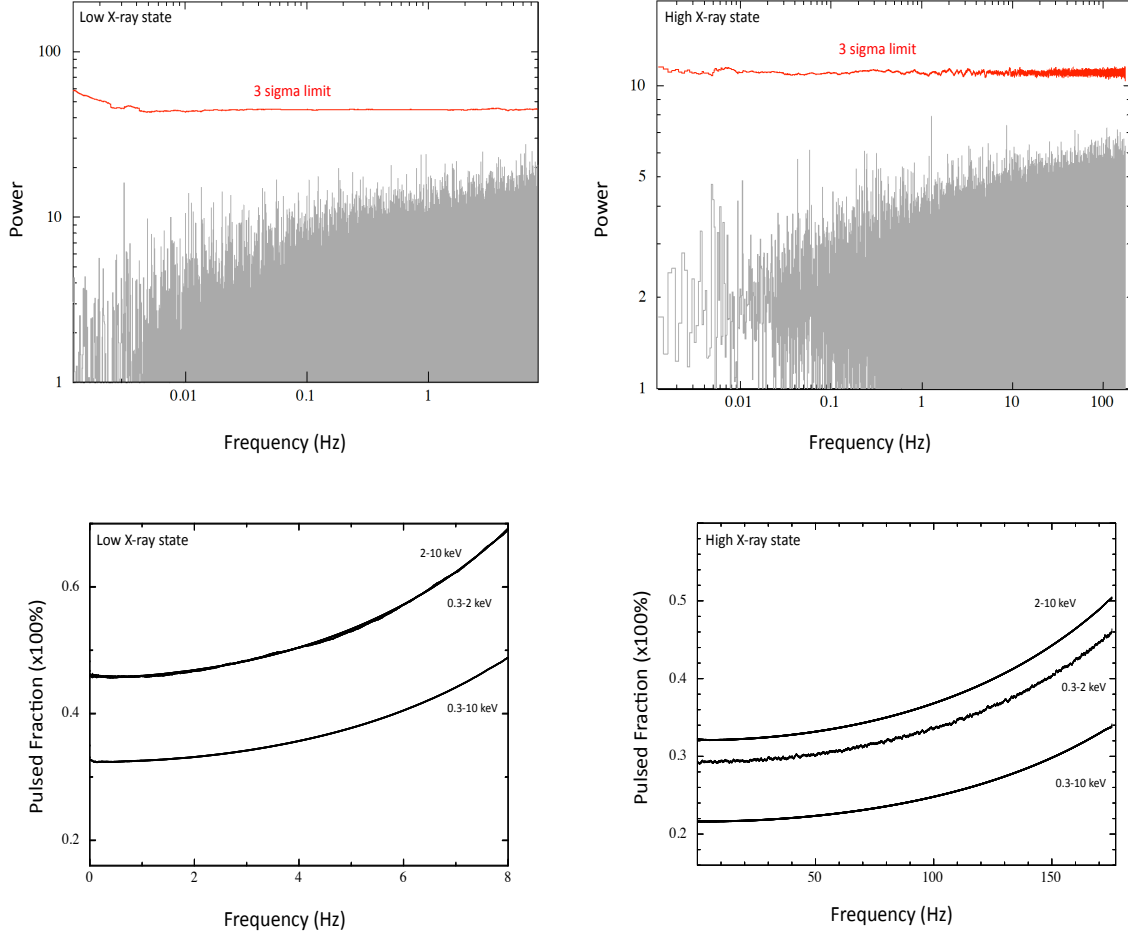 Low X-ray state
3 sigma limit
100
10
1
Power
0.01
0.1
1
Frequency (Hz)
High X-ray state
3 sigma limit
10
5
2
1
Power
0.01
0.1
1
10
100
Frequency (Hz)
Low X-ray state
2-10 keV
0.3-2 keV
0.3-10 keV
0.6
0.4
0.2
Pulsed Fraction (x100%)
0
2
4
6
8
Frequency (Hz)
High X-ray state
2-10 keV
0.3-2 keV
0.3-10 keV
0.5
0.4
0.3
0.2
Pulsed Fraction (x100%)
50
100
150
Frequency (Hz)